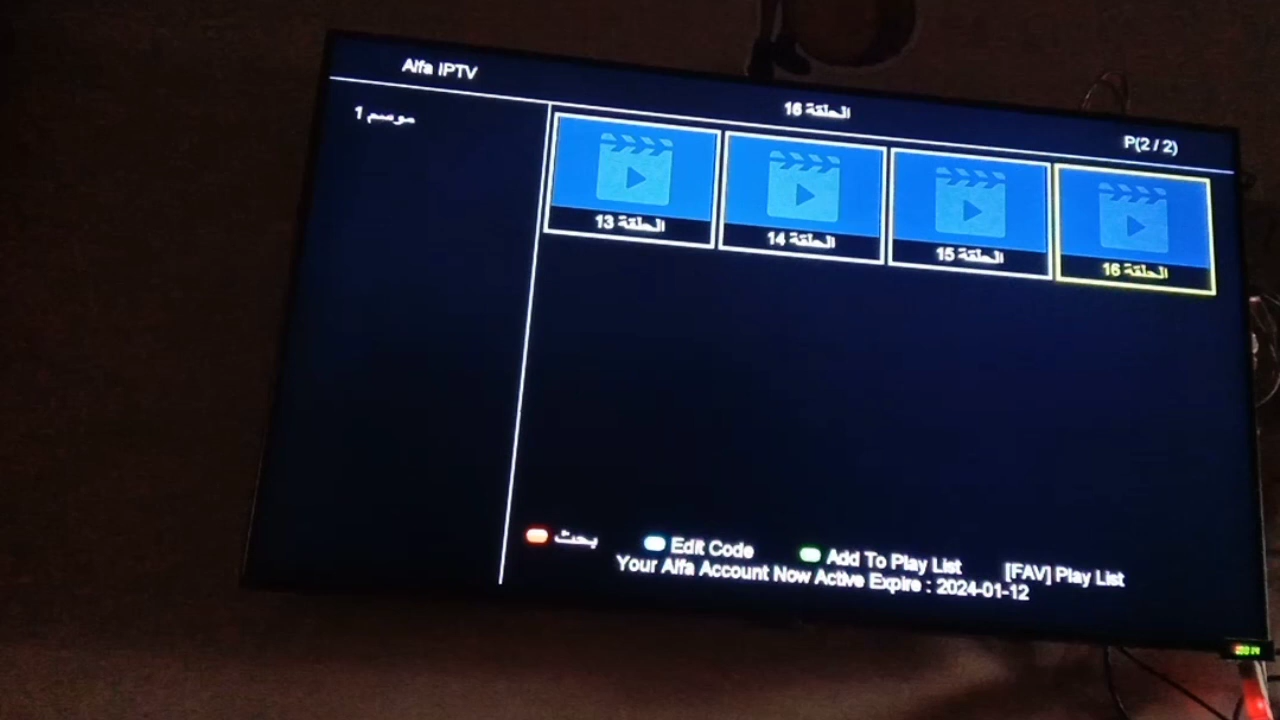 Alfa IPTV
الحلقة 16
P(2 / 2)
موسم 1
الحلقة 13
الحلقة 14
الحلقة 15
الحلقة 16
بحث
Edit Code
Add To Play List
[FAV] Play List
Your Alfa Account Now Active Expire : 2024-01-12